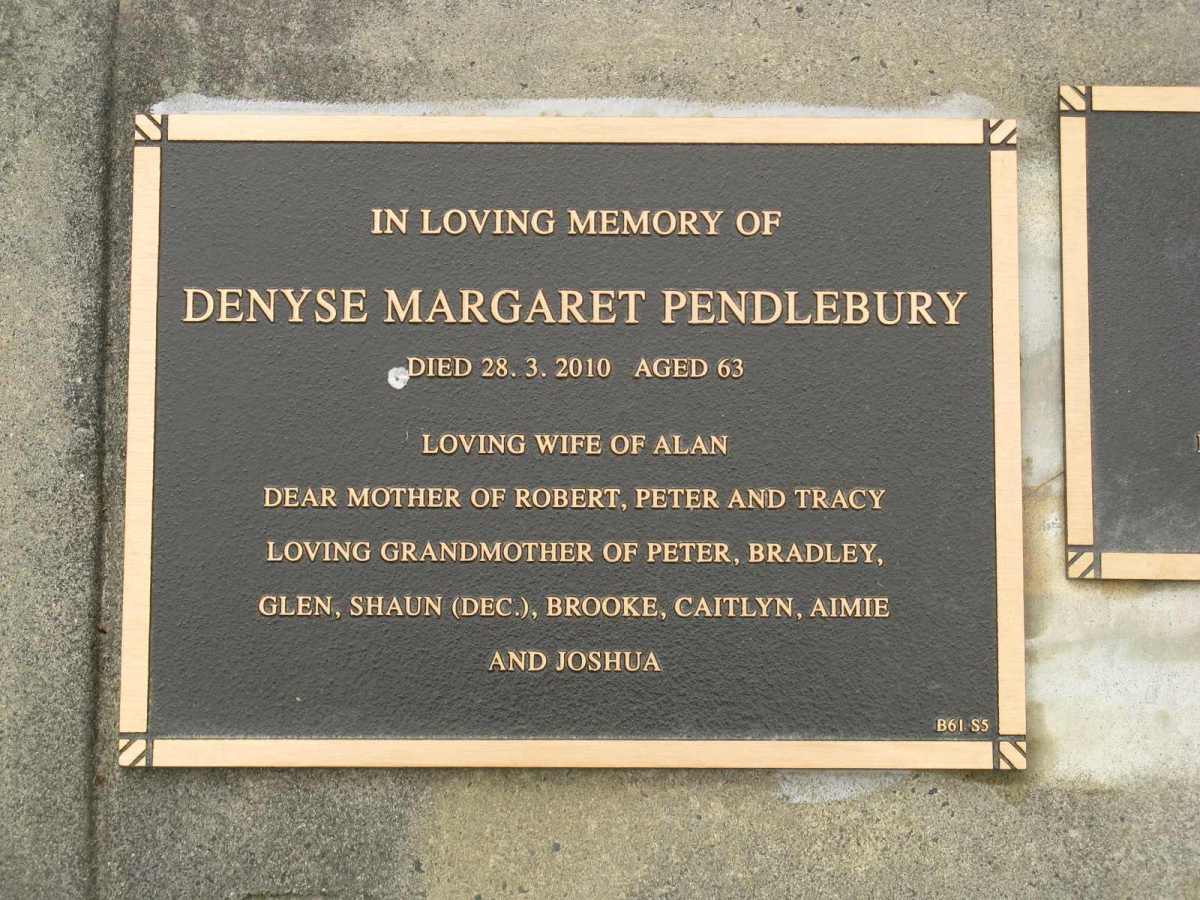 IN LOVING MEMORY OF
DENYSE MARGARET PENDLEBURY
DIED 28. 3. 2010 AGED 63
LOVING WIFE OF ALAN
DEAR MOTHER OF ROBERT, PETER AND TRACY
LOVING GRANDMOTHER OF PETER, BRADLEY,
GLEN, SHAUN (DEC.), BROOKE, CAITLYN, AIMIE
AND JOSHUA
B61 S5